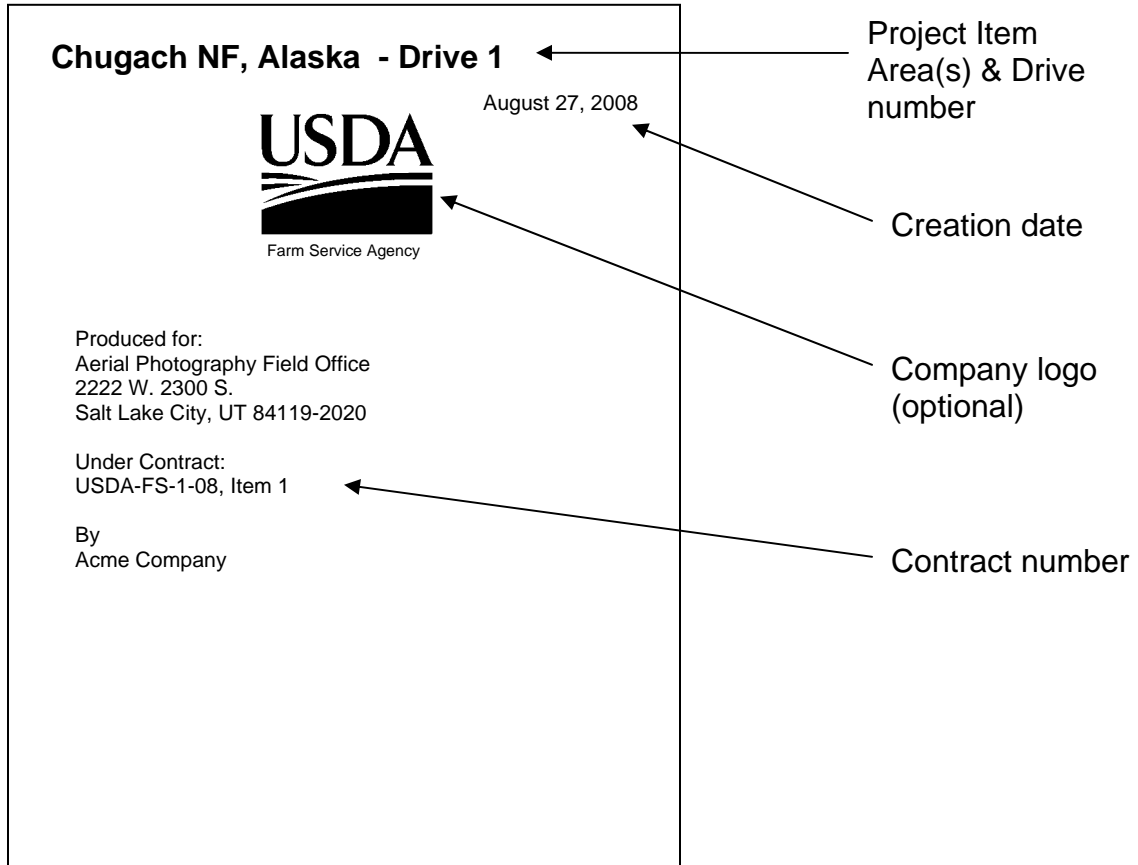 Chugach NF, Alaska - Drive 1
August 27, 2008
USDA
Farm Service Agency
Produced for:
Aerial Photography Field Office
2222 W. 2300 S.
Salt Lake City, UT 84119-2020
Under Contract:
USDA-FS-1-08, Item 1
By
Acme Company
Project Item
Area(s) & Drive
number
Creation date
Company logo
(optional)
Contract number